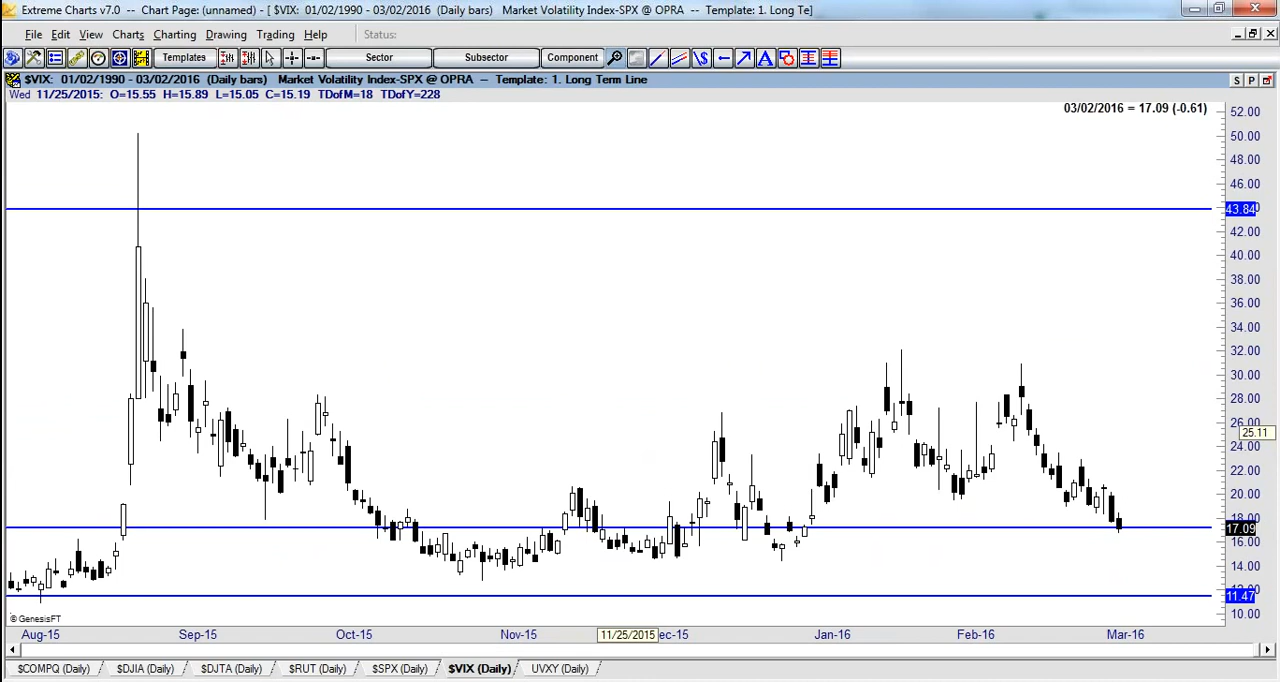 Extreme Charts v7.0 - Chart Page: (unnamed) - [ $VIX: 01/02/1990 - 03/02/2016 (Daily bars) Market Volatility Index-SPX @ OPRA -- Template: 1. Long Te]
File Edit View Charts Charting Drawing Trading Help Status:
Templates Sector Subsector Component
$VIX: 01/02/1990 - 03/02/2016 (Daily bars) Market Volatility Index-SPX @ OPRA -- Template: 1. Long Term Line S P
Wed 11/25/2015: O=15.55 H=15.89 L=15.05 C=15.19 TDofM=18 TDofY=228
03/02/2016 = 17.09 (-0.61)
52.00
50.00
48.00
46.00
43.84
42.00
40.00
38.00
36.00
34.00
32.00
30.00
28.00
26.00
25.11
24.00
22.00
20.00
18.00
17.09
16.00
14.00
12.00
11.47
10.00
© GenesisFT
Aug-15 Sep-15 Oct-15 Nov-15 11/25/2015 ec-15 Jan-16 Feb-16 Mar-16
$COMPQ (Daily) $DJIA (Daily) $DJTA (Daily) $RUT (Daily) $SPX (Daily) $VIX (Daily) UVXY (Daily)